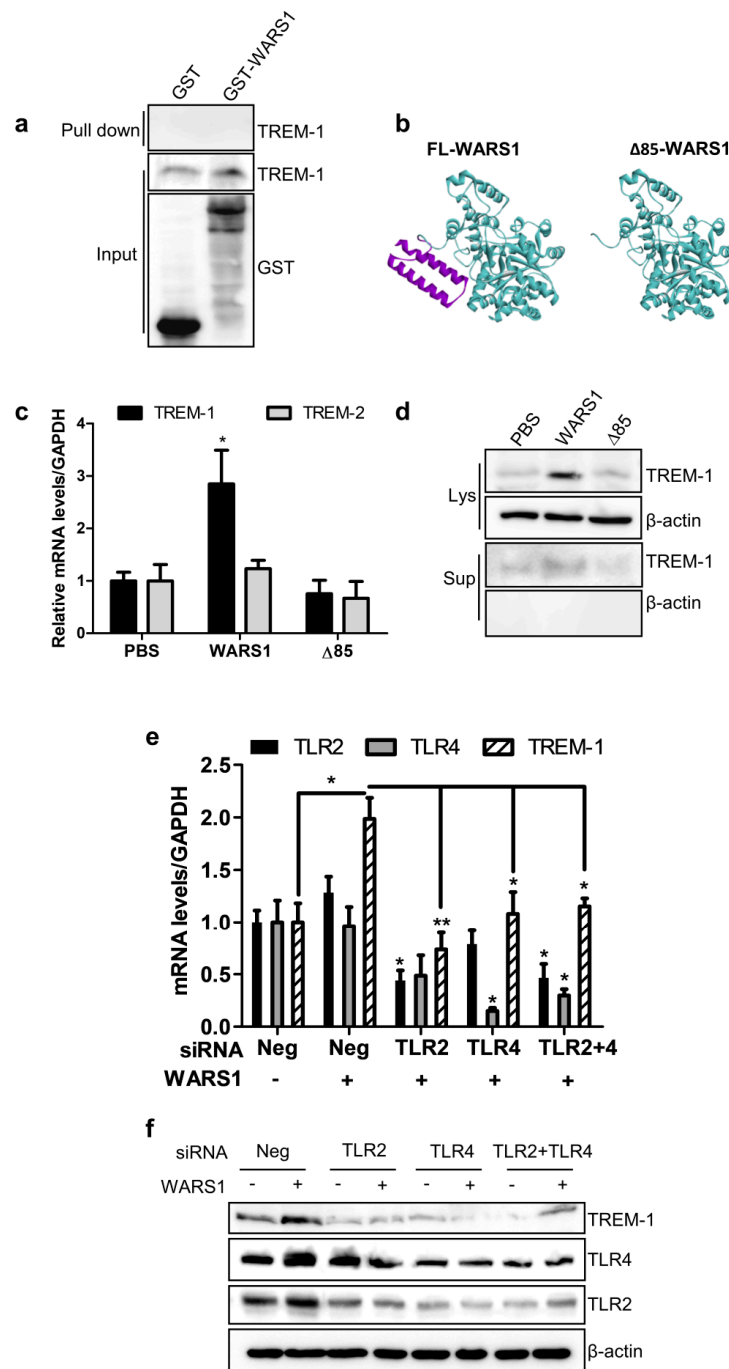 a
GST
GST-WARS1
Pull down
TREM-1
Input
TREM-1
GST
b
FL-WARS1
Δ85-WARS1
c
TREM-1
TREM-2
Relative mRNA levels/GAPDH
4
3
2
1
0
*
PBS
WARS1
Δ85
d
PBS
WARS1
Δ85
Lys
TREM-1
β-actin
Sup
TREM-1
β-actin
e
TLR2
TLR4
TREM-1
mRNA levels/GAPDH
2.5
2.0
1.5
1.0
0.5
0.0
*
*
**
*
*
*
*
*
siRNA Neg Neg TLR2 TLR4 TLR2+4
WARS1 - + + + +
f
siRNA Neg TLR2 TLR4 TLR2+TLR4
WARS1 - + - + - + - +
TREM-1
TLR4
TLR2
β-actin